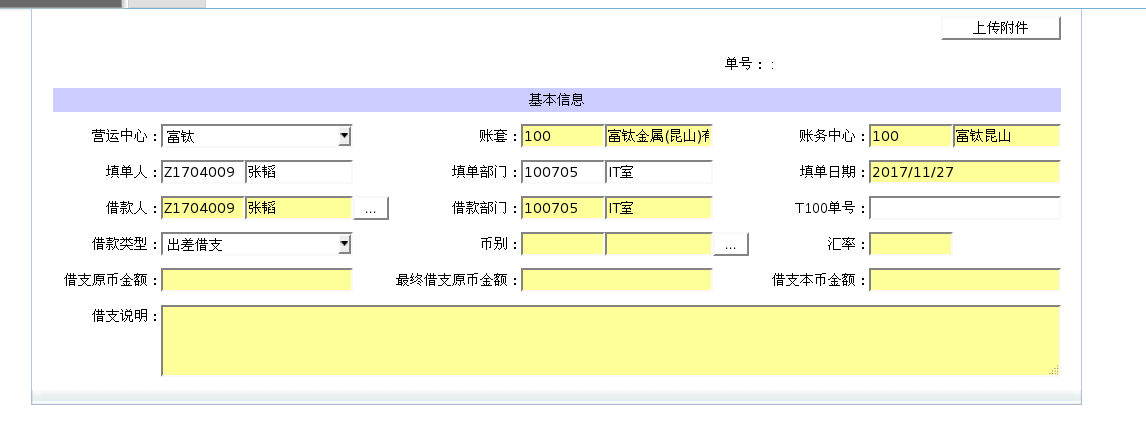 上传附件
单号： :
基本信息
营运中心： 富钛 账套： 100 富钛金属(昆山)有 账务中心： 100 富钛昆山
填单人： Z1704009 张韬 填单部门： 100705 IT室 填单日期： 2017/11/27
借款人： Z1704009 张韬 ... 借款部门： 100705 IT室 T100单号：
借款类型： 出差借支 币别： ... 汇率：
借支原币金额： 最终借支原币金额： 借支本币金额：
借支说明：